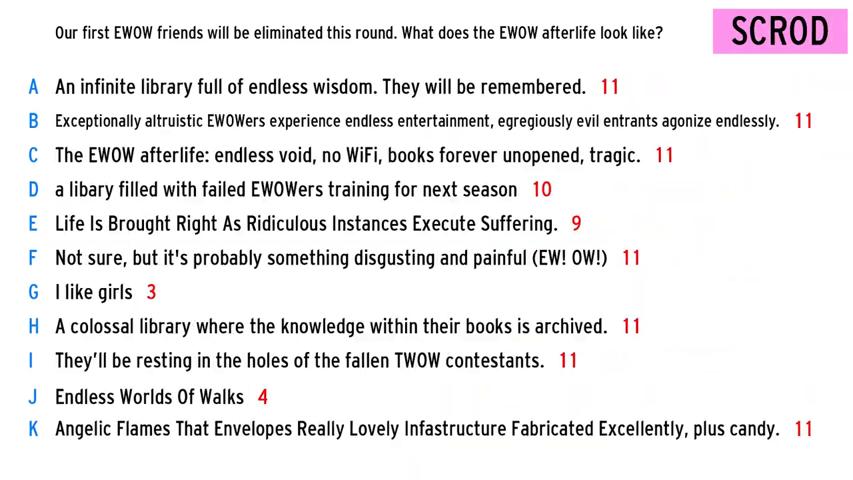 Our first EWOW friends will be eliminated this round. What does the EWOW afterlife look like?
SCROD
A An infinite library full of endless wisdom. They will be remembered. 11
B Exceptionally altruistic EWOWers experience endless entertainment, egregiously evil entrants agonize endlessly. 11
C The EWOW afterlife: endless void, no WiFi, books forever unopened, tragic. 11
D a libary filled with failed EWOWers training for next season 10
E Life Is Brought Right As Ridiculous Instances Execute Suffering. 9
F Not sure, but it's probably something disgusting and painful (EW! OW!) 11
G I like girls 3
H A colossal library where the knowledge within their books is archived. 11
I They’ll be resting in the holes of the fallen TWOW contestants. 11
J Endless Worlds Of Walks 4
K Angelic Flames That Envelopes Really Lovely Infastructure Fabricated Excellently, plus candy. 11